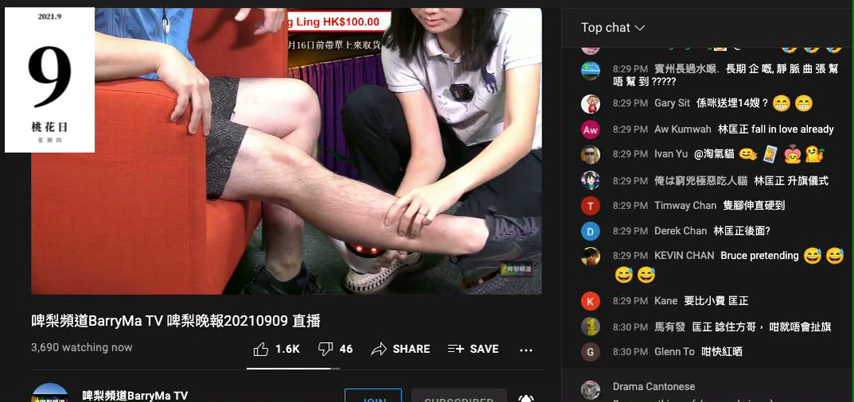 2021.9
9
桃花日
星期四
g Ling HK$100.00
月16日前帶單上來取貨
啤梨頻道BarryMa TV 啤梨晚報20210909 直播
3,690 watching now
1.6K
46
SHARE
SAVE
啤梨頻道BarryMa TV
JOIN
SUBSCRIBED
Top chat
8:29 PM 賓州長過水喉. 長期企嘅, 靜脈曲張幫
唔幫到 ?????
8:29 PM Gary Sit 係咪送埋14嫂? 😁😁
Aw 8:29 PM Aw Kumwah 林匡正 fall in love already
8:29 PM Ivan Yu @淘氣貓
8:29 PM 俺は窮兇極惡吃人貓 林匡正 升旗儀式
T 8:29 PM Timway Chan 隻腳伸直硬到
D 8:29 PM Derek Chan 林匡正後面?
8:29 PM KEVIN CHAN Bruce pretending 😅😅
😅😅
K 8:29 PM Kane 要比小費 匡正
8:30 PM 馬有發 匡正 諗住方哥，咁就唔會扯旗
G 8:30 PM Glenn To 咁快紅晒
Drama Cantonese